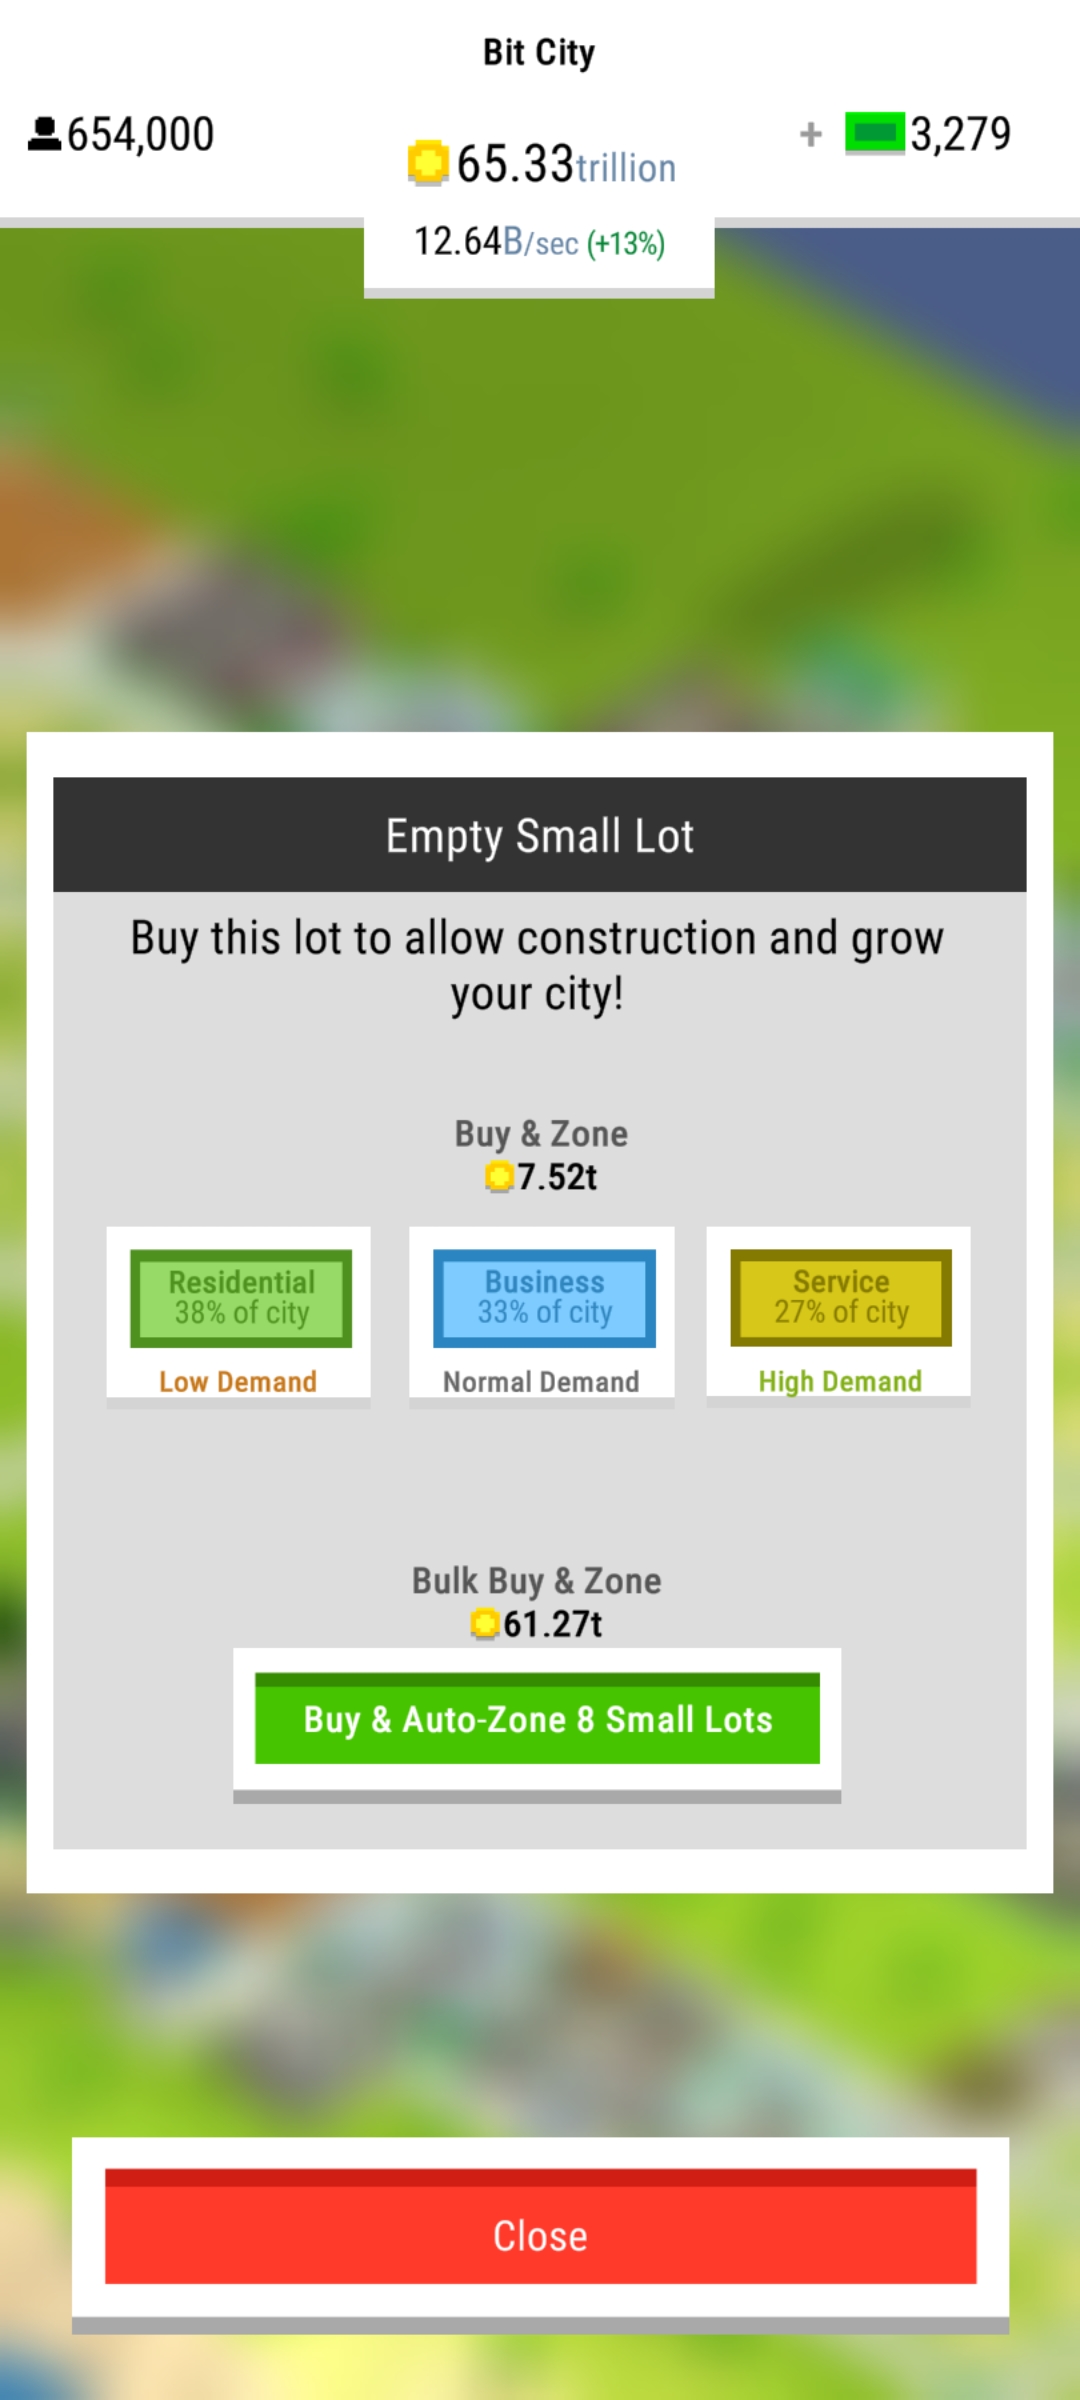 Bit City
654,000
65.33trillion
+ 3,279
12.64B/sec (+13%)
Empty Small Lot
Buy this lot to allow construction and grow
your city!
Buy & Zone
7.52t
Residential
38% of city
Low Demand
Business
33% of city
Normal Demand
Service
27% of city
High Demand
Bulk Buy & Zone
61.27t
Buy & Auto-Zone 8 Small Lots
Close